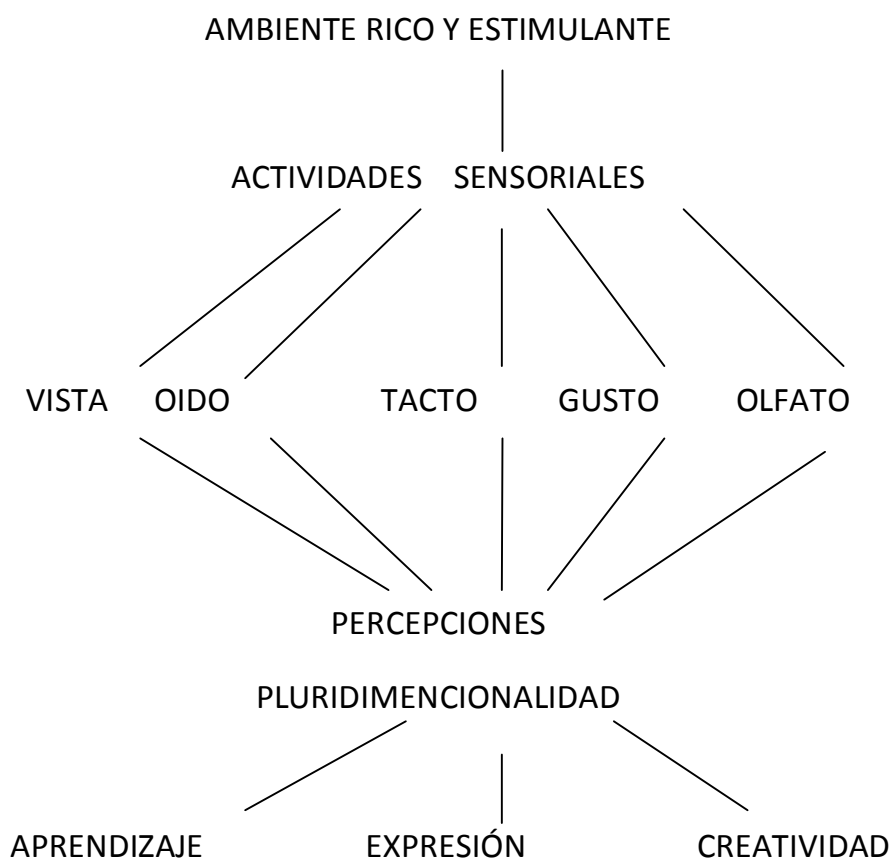 AMBIENTE RICO Y ESTIMULANTE
ACTIVIDADES SENSORIALES
VISTA OIDO TACTO GUSTO OLFATO
PERCEPCIONES
PLURIDIMENCIONALIDAD
APRENDIZAJE EXPRESIÓN CREATIVIDAD